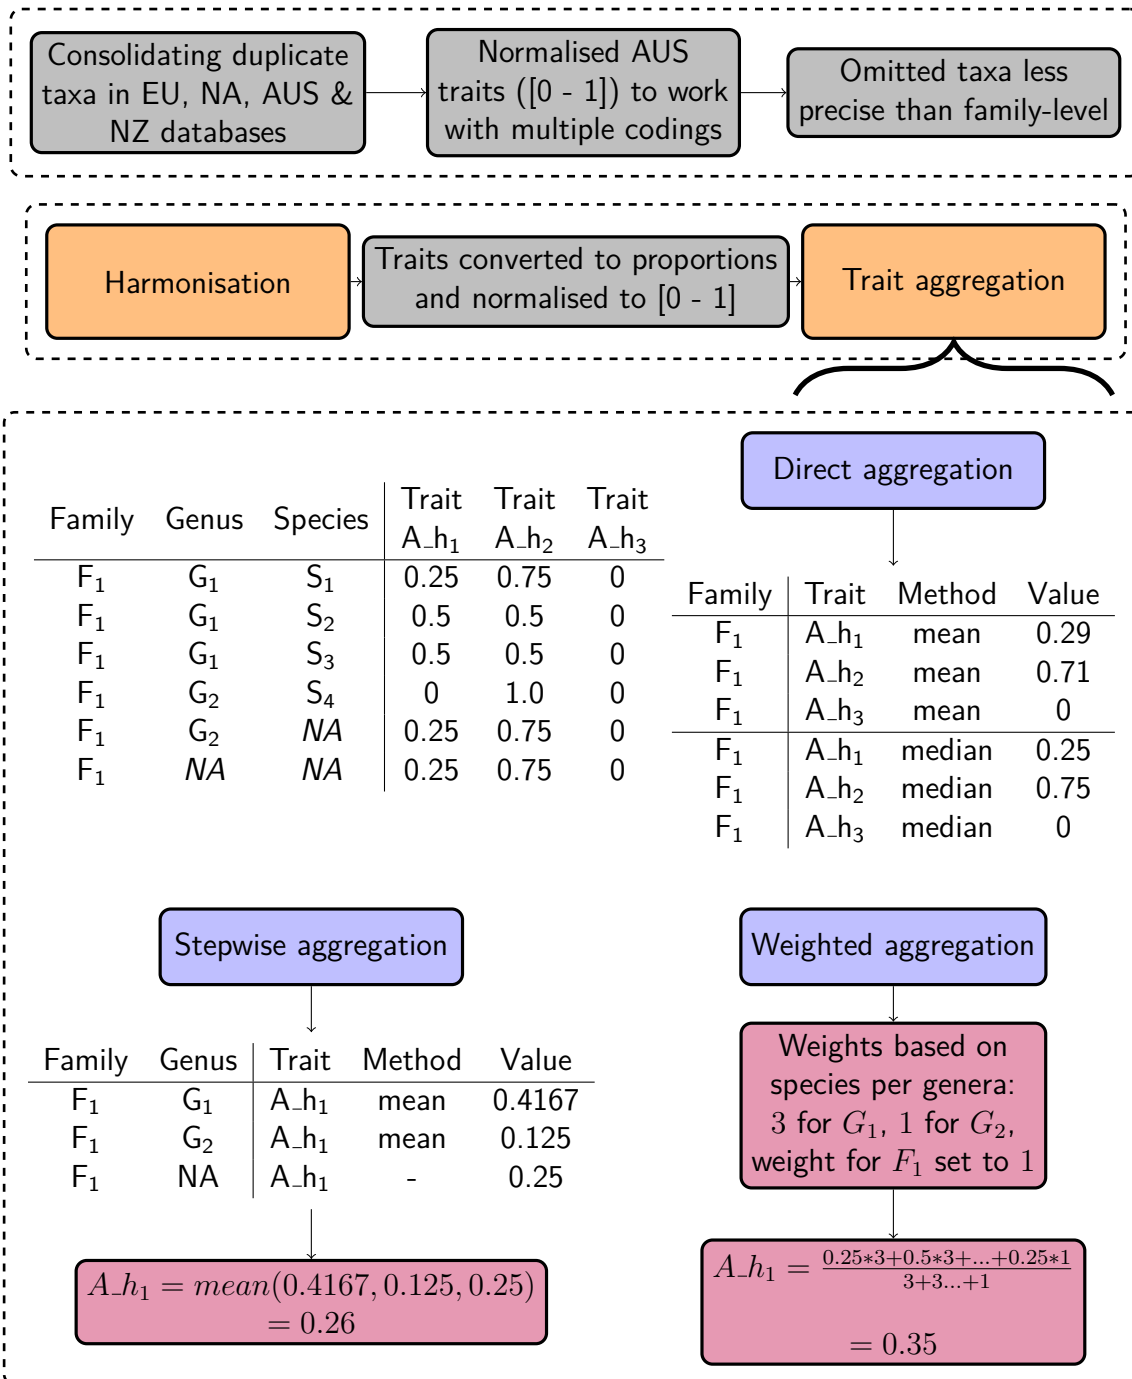 Consolidating duplicate
taxa in EU, NA, AUS &
NZ databases
Normalised AUS
traits ([0 - 1]) to work
with multiple codings
Omitted taxa less
precise than family-level
Harmonisation
Traits converted to proportions
and normalised to [0 - 1]
Trait aggregation
Direct aggregation
Family Genus Species Trait A_h₁ Trait A_h₂ Trait A_h₃
F₁ G₁ S₁ 0.25 0.75 0
F₁ G₁ S₂ 0.5 0.5 0
F₁ G₁ S₃ 0.5 0.5 0
F₁ G₂ S₄ 0 1.0 0
F₁ G₂ NA 0.25 0.75 0
F₁ NA NA 0.25 0.75 0
Family Trait Method Value
F₁ A_h₁ mean 0.29
F₁ A_h₂ mean 0.71
F₁ A_h₃ mean 0
F₁ A_h₁ median 0.25
F₁ A_h₂ median 0.75
F₁ A_h₃ median 0
Stepwise aggregation
Family Genus Trait Method Value
F₁ G₁ A_h₁ mean 0.4167
F₁ G₂ A_h₁ mean 0.125
F₁ NA A_h₁ - 0.25
A_h₁ = mean(0.4167, 0.125, 0.25)
= 0.26
Weighted aggregation
Weights based on
species per genera:
3 for G₁, 1 for G₂,
weight for F₁ set to 1
A_h₁ = 0.25*3+0.5*3+...+0.25*1 / 3+3...+1
= 0.35